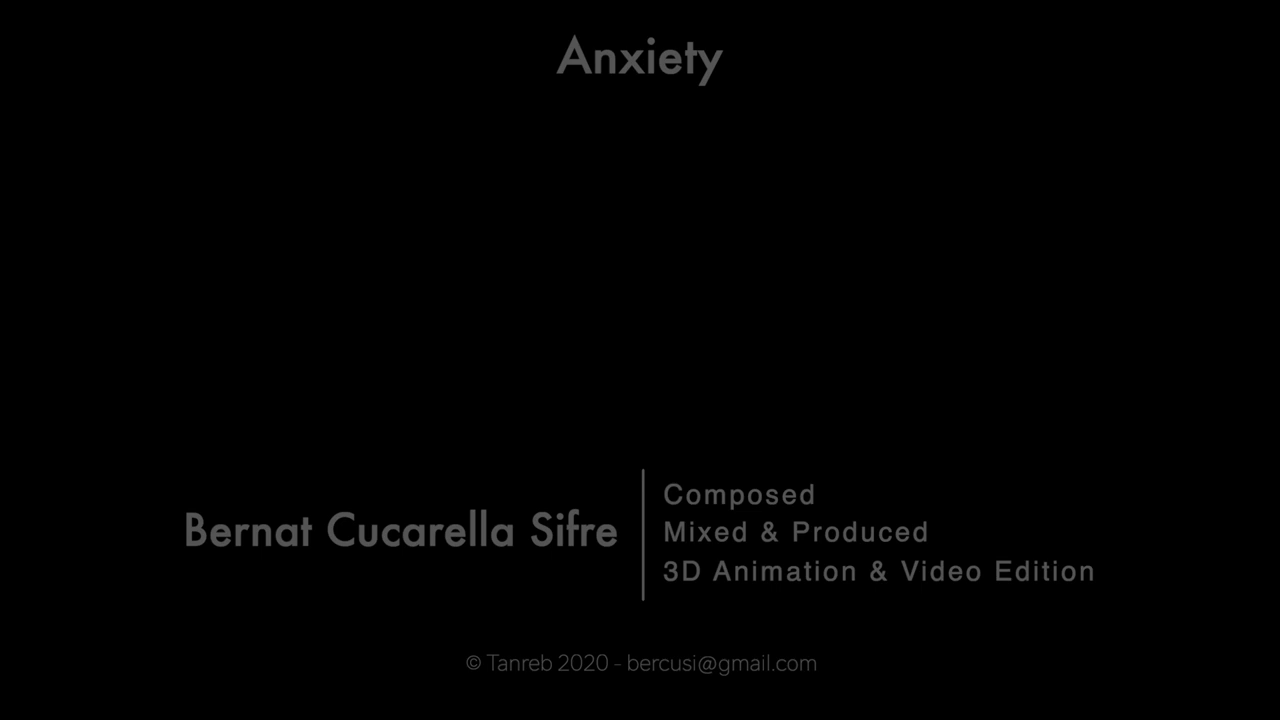 Anxiety
Bernat Cucarella Sifre
Composed
Mixed & Produced
3D Animation & Video Edition
© Tanreb 2020 - bercusi@gmail.com